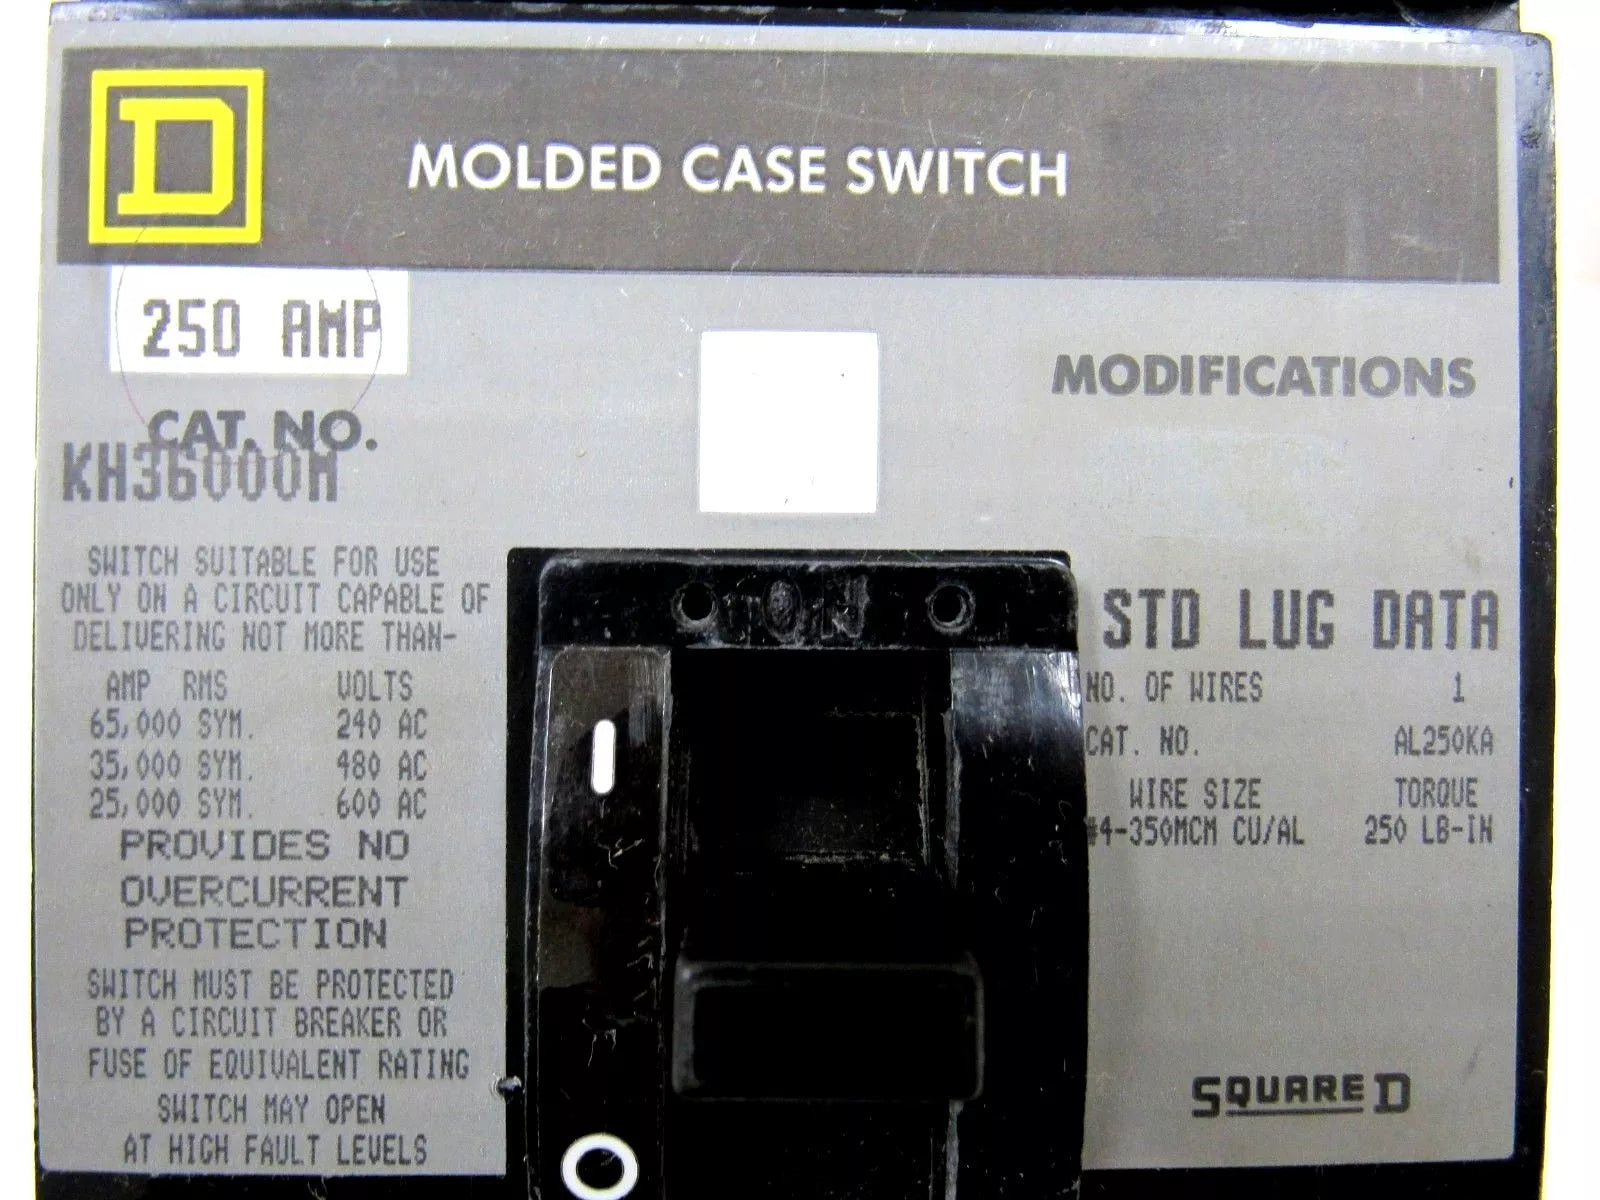 D
MOLDED CASE SWITCH
250 AMP
CAT. NO.
KH36000M
SWITCH SUITABLE FOR USE
ONLY ON A CIRCUIT CAPABLE OF
DELIVERING NOT MORE THAN-
AMP RMS VOLTS
65,000 SYM. 240 AC
35,000 SYM. 480 AC
25,000 SYM. 600 AC
PROVIDES NO
OVERCURRENT
PROTECTION
SWITCH MUST BE PROTECTED
BY A CIRCUIT BREAKER OR
FUSE OF EQUIVALENT RATING
SWITCH MAY OPEN
AT HIGH FAULT LEVELS
ON
I
O
MODIFICATIONS
STD LUG DATA
NO. OF WIRES 1
CAT. NO. AL250KA
WIRE SIZE TORQUE
#4-350MCM CU/AL 250 LB-IN
SQUARE D